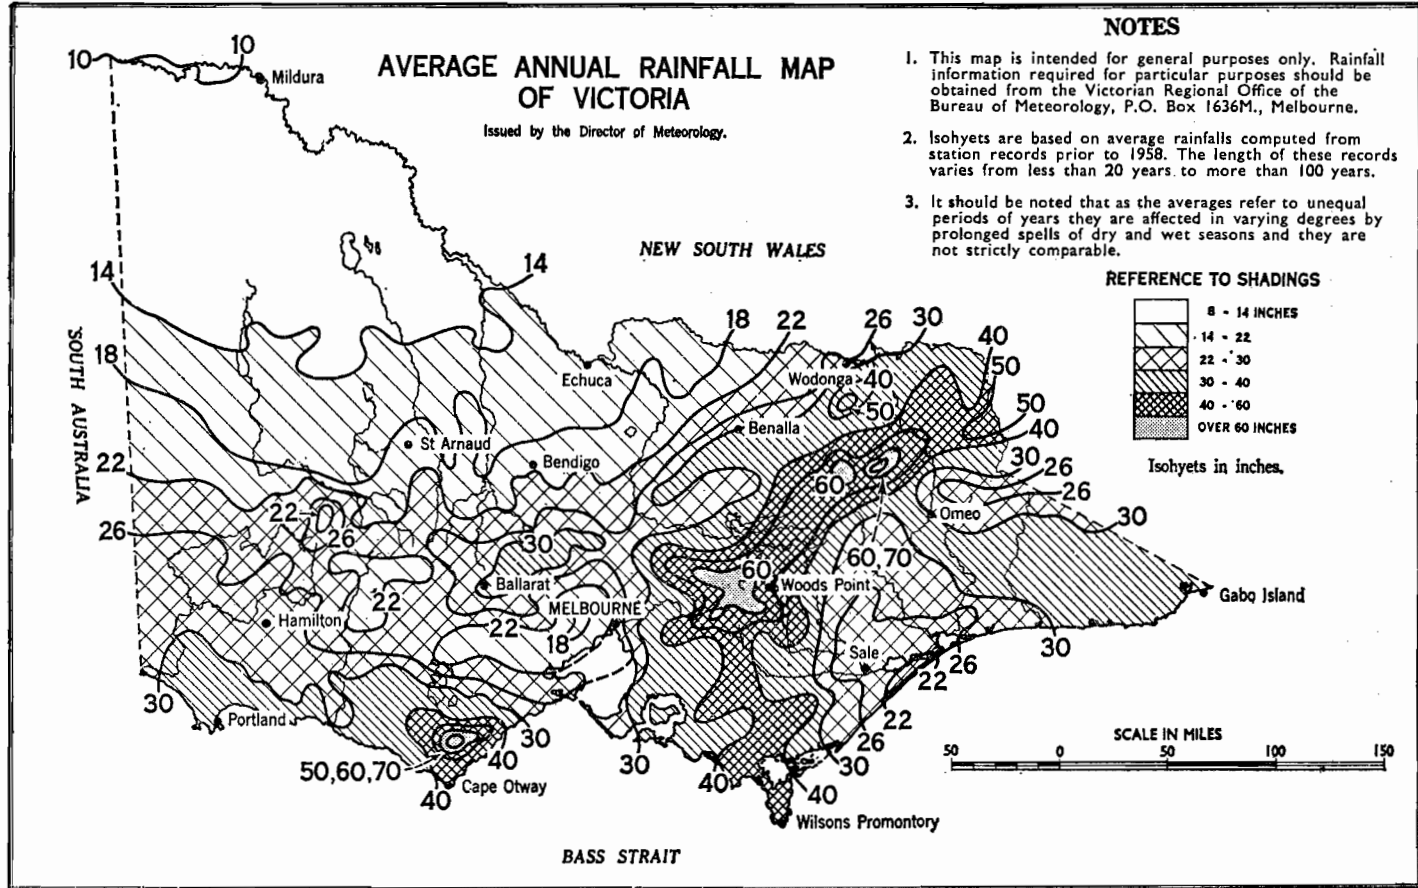 AVERAGE ANNUAL RAINFALL MAP
OF VICTORIA
Issued by the Director of Meteorology.
NOTES
1. This map is intended for general purposes only. Rainfall
information required for particular purposes should be
obtained from the Victorian Regional Office of the
Bureau of Meteorology, P.O. Box 1636M., Melbourne.
2. Isohyets are based on average rainfalls computed from
station records prior to 1958. The length of these records
varies from less than 20 years to more than 100 years.
3. It should be noted that as the averages refer to unequal
periods of years they are affected in varying degrees by
prolonged spells of dry and wet seasons and they are
not strictly comparable.
REFERENCE TO SHADINGS
8 - 14 INCHES
14 - 22
22 - 30
30 - 40
40 - 60
OVER 60 INCHES
Isohyets in inches.
10
10
Mildura
NEW SOUTH WALES
14
14
SOUTH AUSTRALIA
18
18
22
26
30
40
50
Echuca
Wodonga
40
50
50
40
St Arnaud
Benalla
22
Bendigo
30
26
60
26
22
26
26
30
Omeo
30
60,70
60
Ballarat
Woods Point
22
MELBOURNE
Gabo Island
Hamilton
22
18
Sale
30
26
22
30
Portland
22
26
30
40
30
30
50,60,70
40
40
40
Cape Otway
Wilsons Promontory
BASS STRAIT
SCALE IN MILES
50 0 50 100 150